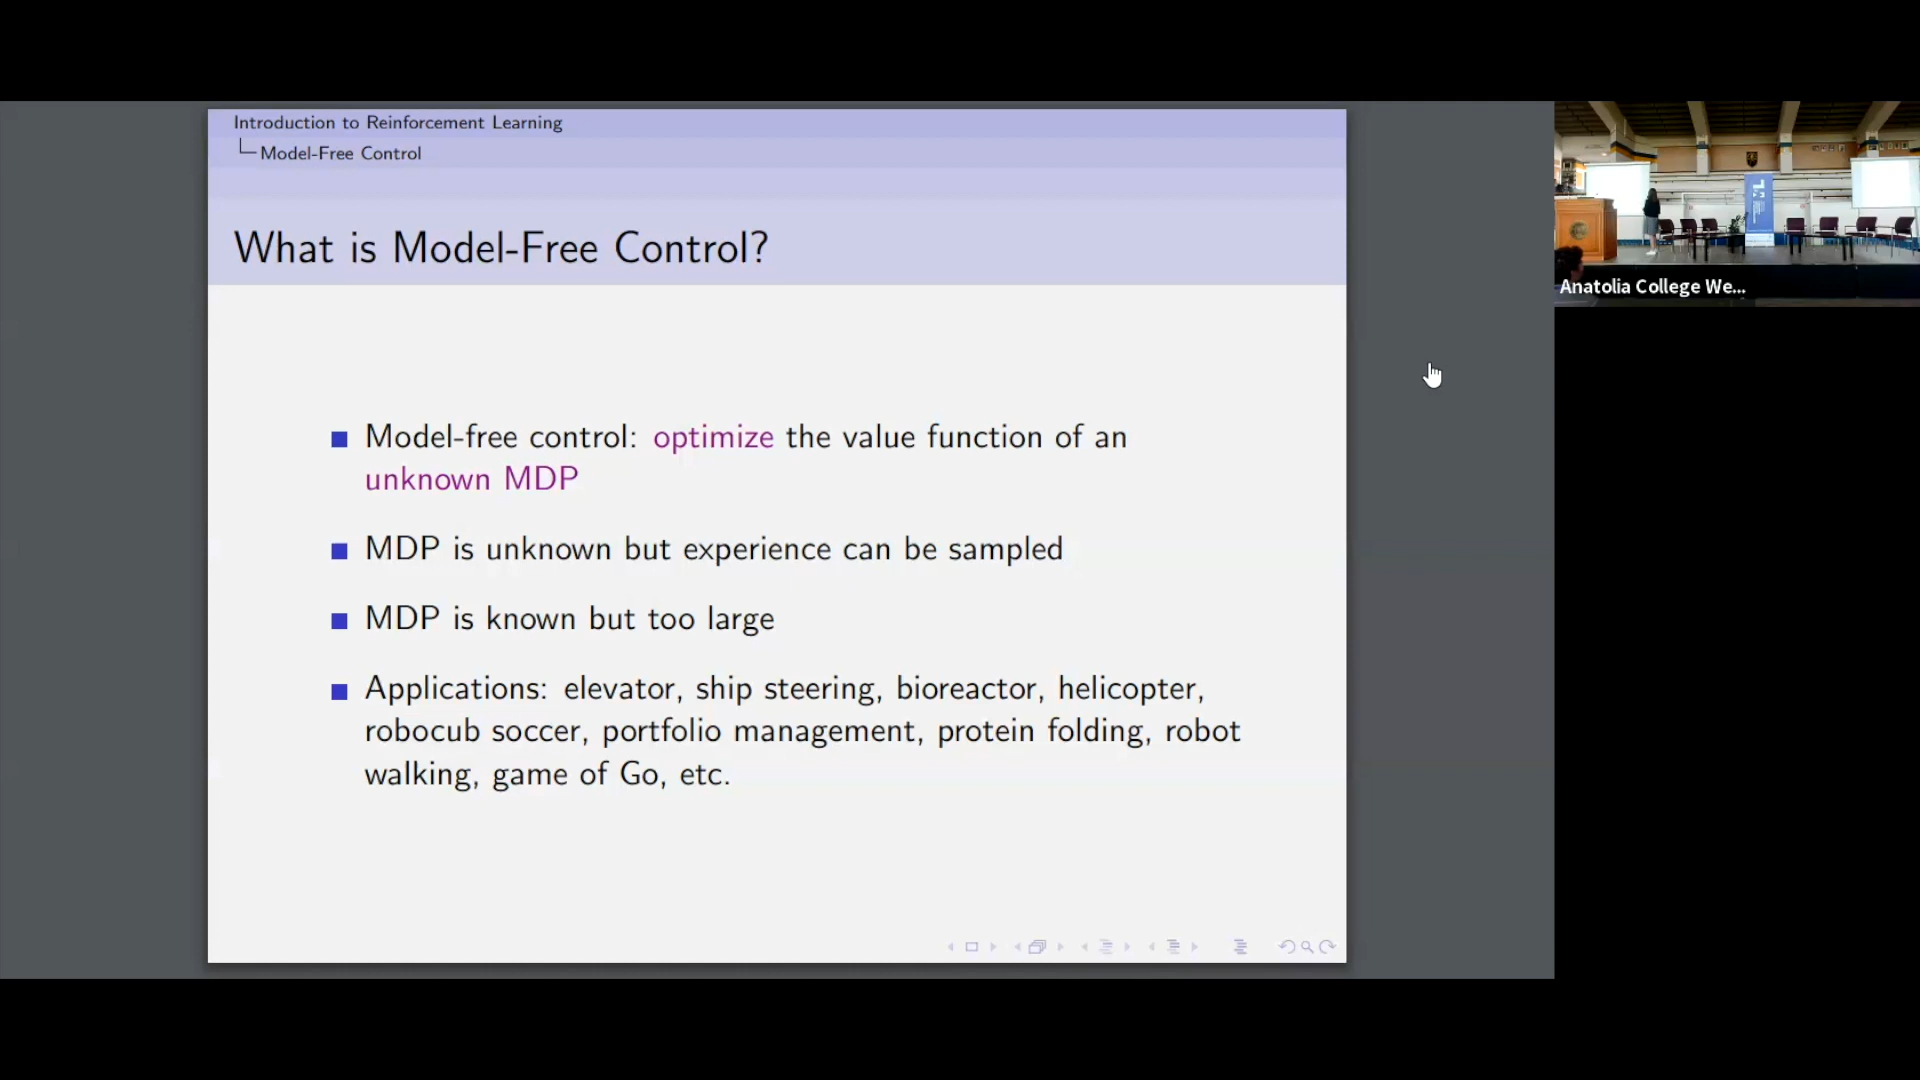 Introduction to Reinforcement Learning
Model-Free Control
What is Model-Free Control?
Model-free control: optimize the value function of an
unknown MDP
MDP is unknown but experience can be sampled
MDP is known but too large
Applications: elevator, ship steering, bioreactor, helicopter,
robocub soccer, portfolio management, protein folding, robot
walking, game of Go, etc.
Anatolia College We...